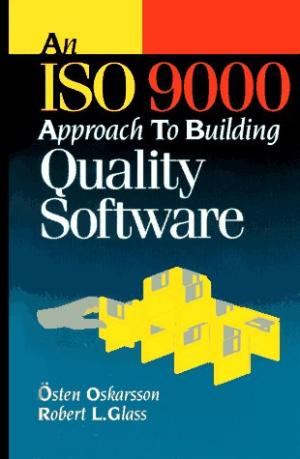 An
ISO 9000
Approach To Building
Quality
Software
Östen Oskarsson
Robert L. Glass